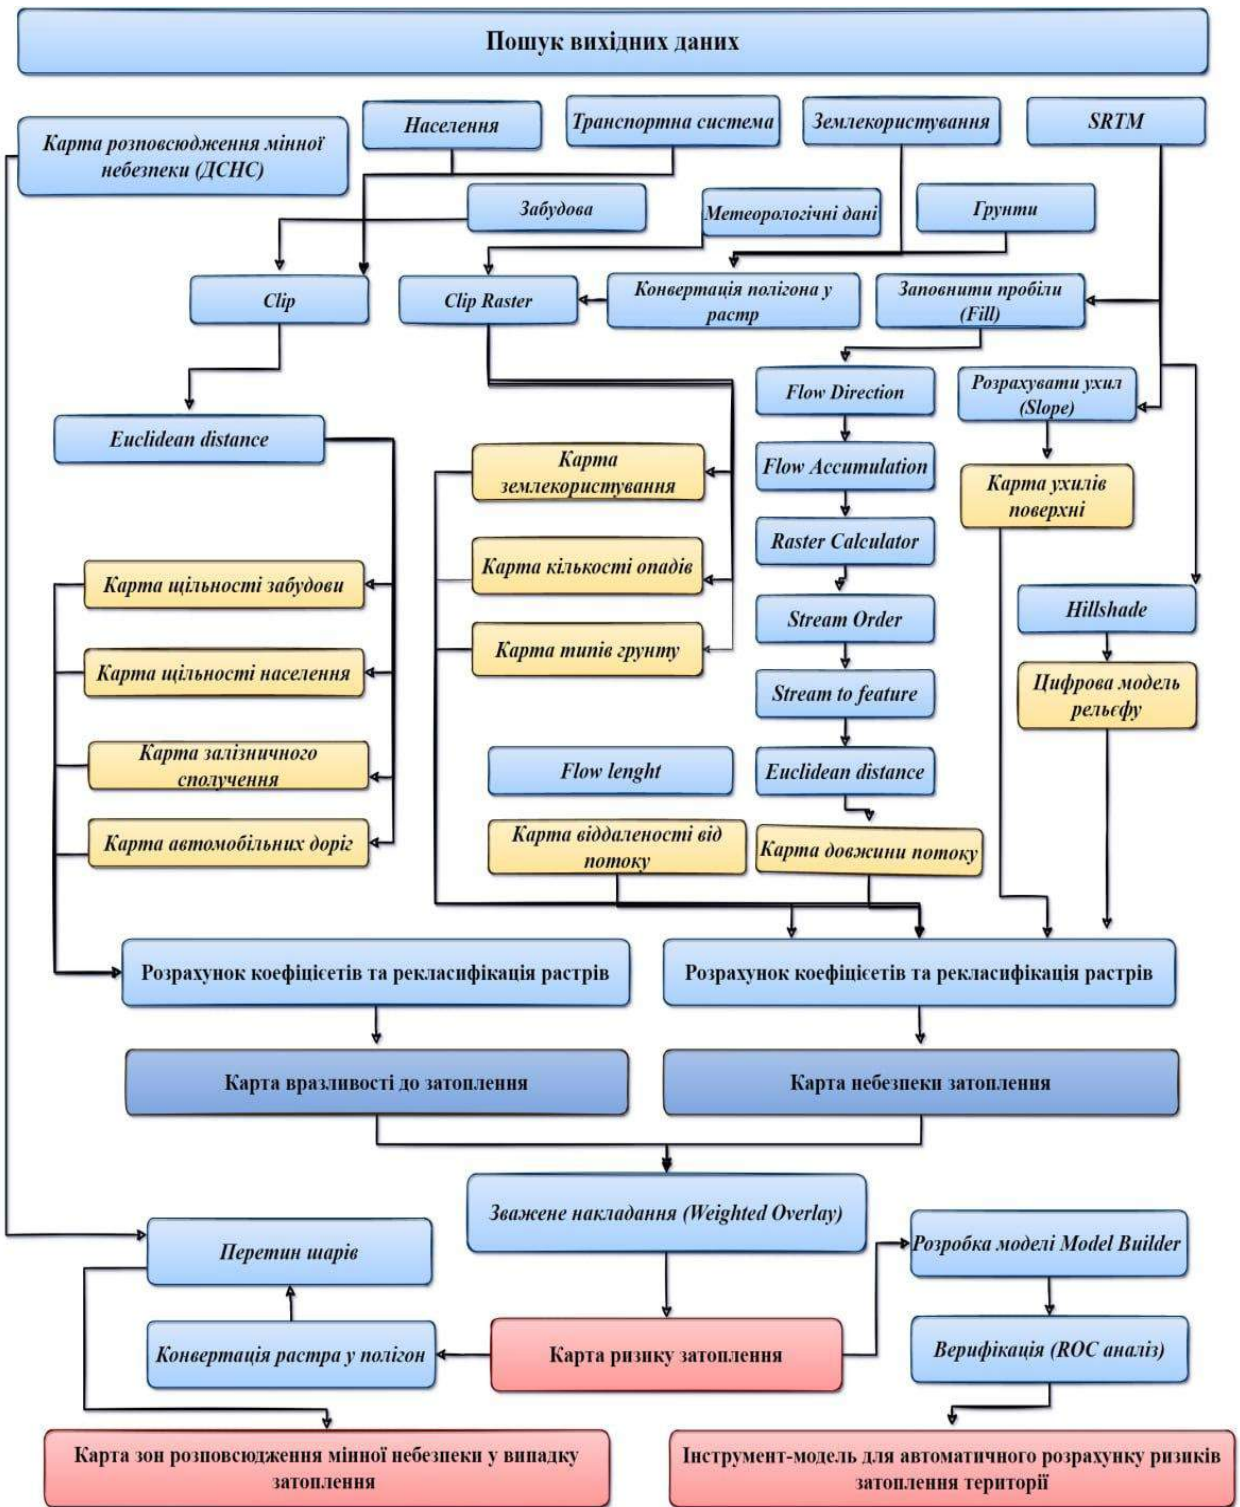 Пошук вихідних даних
Карта розповсюдження мінної
небезпеки (ДСНС)
Населення
Транспортна система
Землекористування
SRTM
Забудова
Метеорологічні дані
Грунти
Clip
Clip Raster
Конвертація полігона у
растр
Заповнити пробіли
(Fill)
Flow Direction
Розрахувати ухил
(Slope)
Euclidean distance
Карта
землекористування
Flow Accumulation
Карта ухилів
поверхні
Raster Calculator
Карта щільності забудови
Карта кількості опадів
Stream Order
Hillshade
Карта щільності населення
Карта типів грунту
Stream to feature
Цифрова модель
рельєфу
Карта залізничного
сполучення
Flow lenght
Euclidean distance
Карта автомобільних доріг
Карта віддаленості від
потоку
Карта довжини потоку
Розрахунок коефіцієтів та рекласифікація растрів
Розрахунок коефіцієтів та рекласифікація растрів
Карта вразливості до затоплення
Карта небезпеки затоплення
Зважене накладання (Weighted Overlay)
Перетин шарів
Розробка моделі Model Builder
Конвертація растра у полігон
Карта ризику затоплення
Верифікація (ROC аналіз)
Карта зон розповсюдження мінної небезпеки у випадку
затоплення
Інструмент-модель для автоматичного розрахунку ризиків
затоплення території